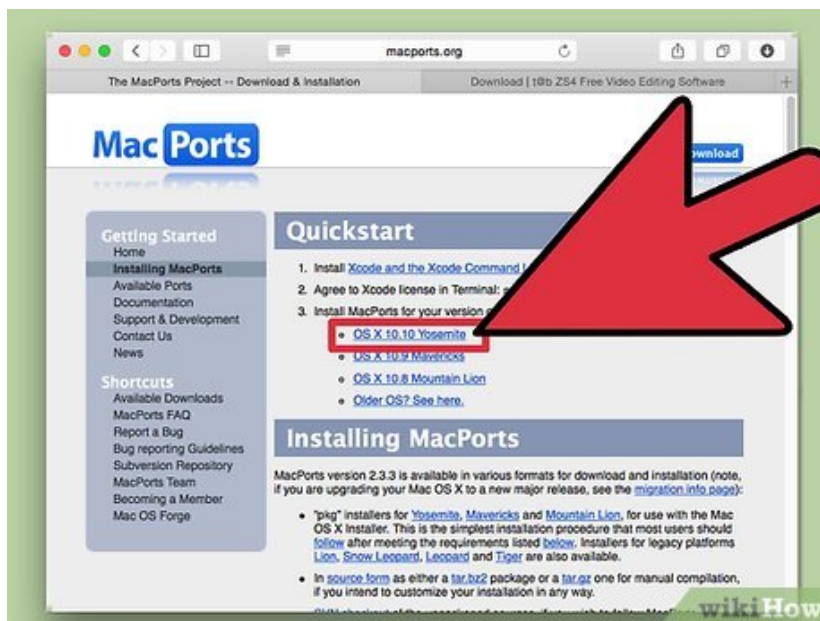 macports.org
The MacPorts Project -- Download & Installation
Download | t@b ZS4 Free Video Editing Software
Mac Ports
Getting Started
Home
Installing MacPorts
Available Ports
Documentation
Support & Development
Contact Us
News
Shortcuts
Available Downloads
MacPorts FAQ
Report a Bug
Bug reporting Guidelines
Subversion Repository
MacPorts Team
Becoming a Member
Mac OS Forge
Quickstart
1. Install Xcode and the Xcode Command
2. Agree to Xcode license in Terminal:
3. Install MacPorts for your version
OS X 10.10 Yosemite
OS X 10.9 Mavericks
OS X 10.8 Mountain Lion
Older OS? See here.
Installing MacPorts
MacPorts version 2.3.3 is available in various formats for download and installation (note,
if you are upgrading your Mac OS X to a new major release, see the migration info page):
"pkg" installers for Yosemite, Mavericks and Mountain Lion, for use with the Mac
OS X Installer. This is the simplest installation procedure that most users should
follow after meeting the requirements listed below. Installers for legacy platforms
Lion, Snow Leopard, Leopard and Tiger are also available.
In source form as either a tar.bz2 package or a tar.gz one for manual compilation,
if you intend to customize your installation in any way.
wikiHow